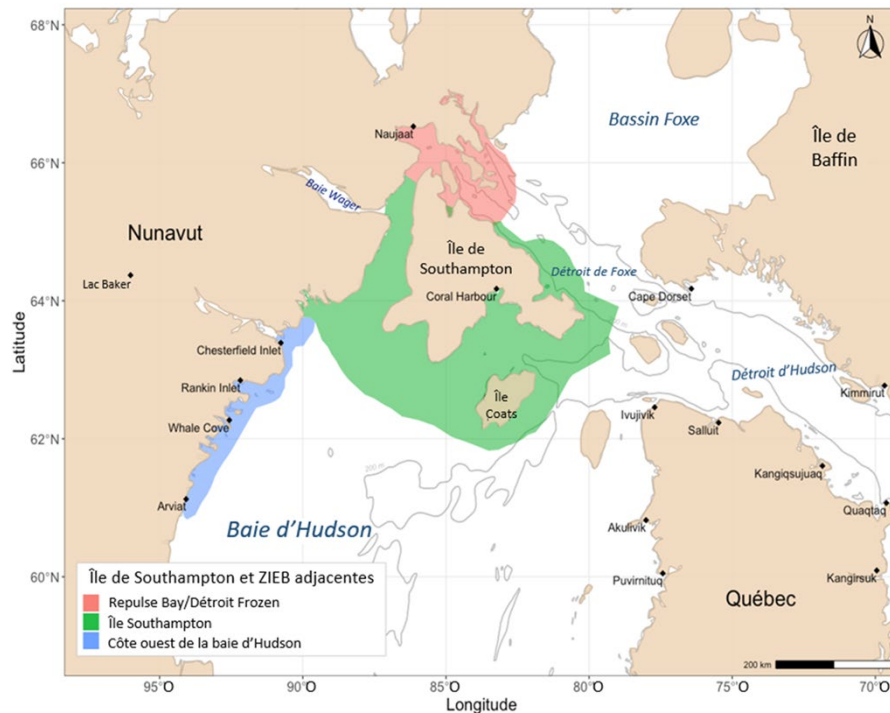 68°N
66°N
64°N
62°N
60°N
Latitude
95°O
90°O
85°O
80°O
75°O
70°O
Longitude
N
Naujaat
Bassin Foxe
Île de
Baffin
Baie Wager
Nunavut
Lac Baker
Île de
Southampton
Coral Harbour
Détroit de Foxe
Cape Dorset
Chesterfield Inlet
Rankin Inlet
Whale Cove
Arviat
Île
Coats
Détroit d'Hudson
Kimmirut
Ivujivik
Salluit
Kangiqsujuaq
Quaqtaq
Akulivik
Puvirnituq
Kangirsuk
Baie d'Hudson
Québec
200 m
Île de Southampton et ZIEB adjacentes
Repulse Bay/Détroit Frozen
Île Southampton
Côte ouest de la baie d'Hudson
200 km